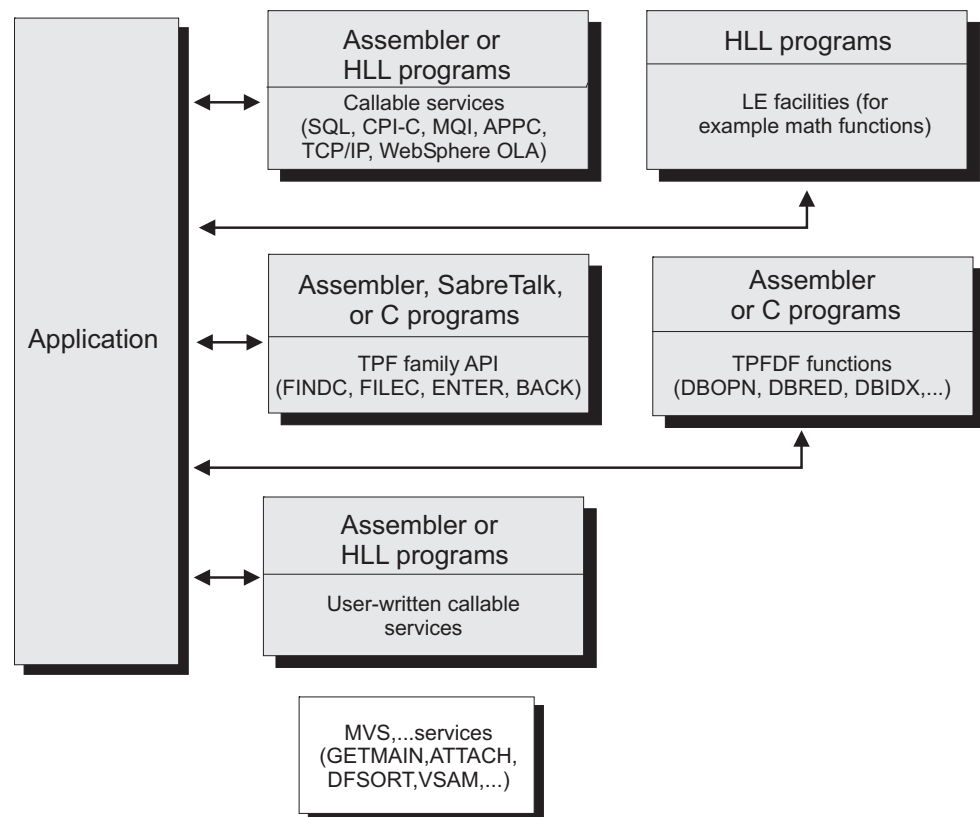 Application
Assembler or
HLL programs
Callable services
(SQL, CPI-C, MQI, APPC,
TCP/IP, WebSphere OLA)
HLL programs
LE facilities (for
example math functions)
Assembler, SabreTalk,
or C programs
TPF family API
(FINDC, FILEC, ENTER, BACK)
Assembler
or C programs
TPFDF functions
(DBOPN, DBRED, DBIDX,...)
Assembler or
HLL programs
User-written callable
services
MVS,...services
(GETMAIN,ATTACH,
DFSORT,VSAM,...)